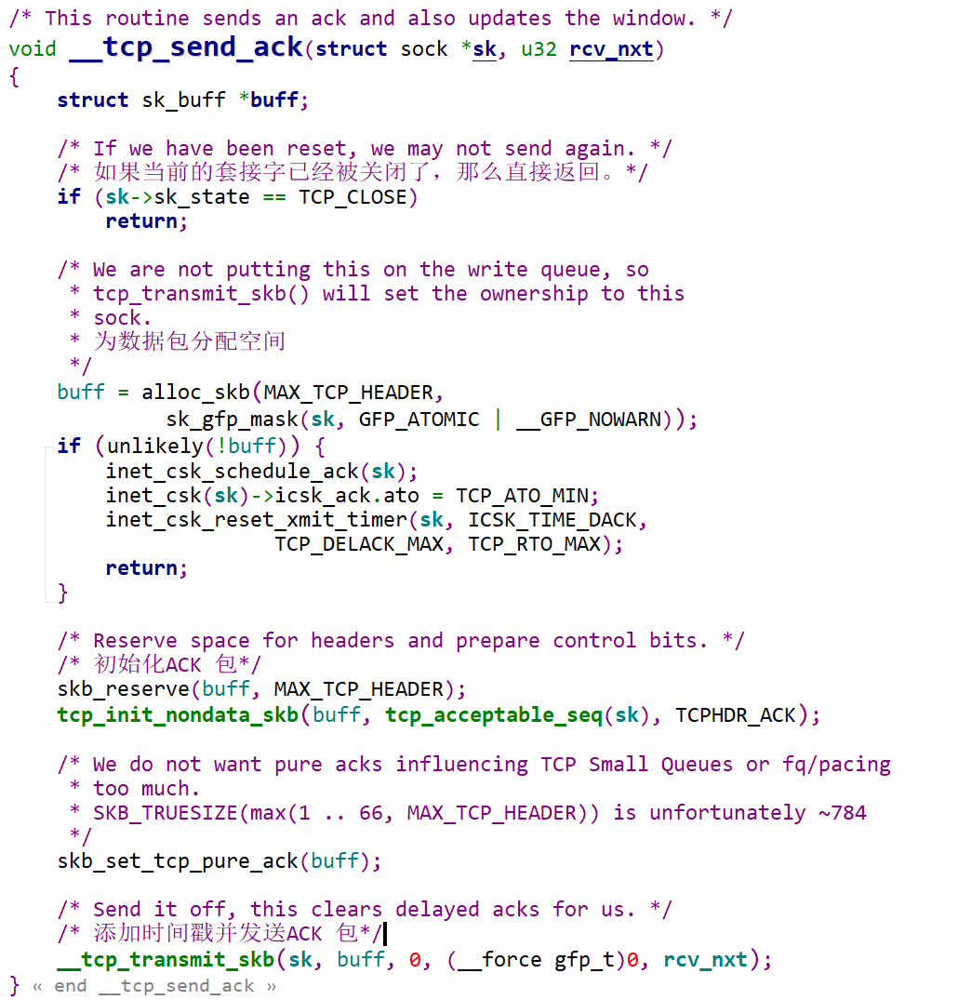 /* This routine sends an ack and also updates the window. */
void __tcp_send_ack(struct sock *sk, u32 rcv_nxt)
{
    struct sk_buff *buff;

    /* If we have been reset, we may not send again. */
    /* 如果当前的套接字已经被关闭了，那么直接返回。*/
    if (sk->sk_state == TCP_CLOSE)
        return;

    /* We are not putting this on the write queue, so
     * tcp_transmit_skb() will set the ownership to this
     * sock.
     * 为数据包分配空间
     */
    buff = alloc_skb(MAX_TCP_HEADER,
             sk_gfp_mask(sk, GFP_ATOMIC | __GFP_NOWARN));
    if (unlikely(!buff)) {
        inet_csk_schedule_ack(sk);
        inet_csk(sk)->icsk_ack.ato = TCP_ATO_MIN;
        inet_csk_reset_xmit_timer(sk, ICSK_TIME_DACK,
                      TCP_DELACK_MAX, TCP_RTO_MAX);
        return;
    }

    /* Reserve space for headers and prepare control bits. */
    /* 初始化ACK 包*/
    skb_reserve(buff, MAX_TCP_HEADER);
    tcp_init_nondata_skb(buff, tcp_acceptable_seq(sk), TCPHDR_ACK);

    /* We do not want pure acks influencing TCP Small Queues or fq/pacing
     * too much.
     * SKB_TRUESIZE(max(1 .. 66, MAX_TCP_HEADER)) is unfortunately ~784
     */
    skb_set_tcp_pure_ack(buff);

    /* Send it off, this clears delayed acks for us. */
    /* 添加时间戳并发送ACK 包*/
    __tcp_transmit_skb(sk, buff, 0, (__force gfp_t)0, rcv_nxt);
} « end __tcp_send_ack »